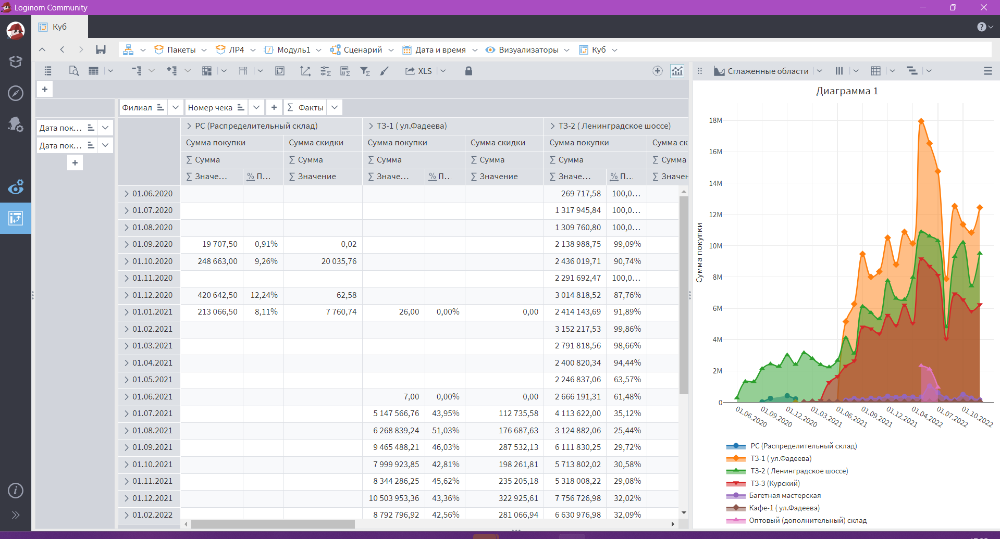 Loginom Community
Куб
Пакеты ЛР4 Модуль1 Сценарий Дата и время Визуализаторы Куб
XLS Сглаженные области
Филиал Номер чека Σ Факты
Дата пок...
Дата пок...
РС (Распределительный склад) ТЗ-1 ( ул.Фадеева) ТЗ-2 ( Ленинградское шоссе)
Сумма покупки Сумма скидки Сумма покупки Сумма скидки Сумма покупки Сумма ск
Σ Сумма Σ Сумма Σ Сумма Σ Сумма Σ Сумма Σ Сумма
Σ Значе... % П... Σ Значение Σ Значе... % П... Σ Значение Σ Значе... % П... Σ Значен
01.06.2020 269 717,58 100,0...
01.07.2020 1 317 945,84 100,0...
01.08.2020 1 309 760,80 100,0...
01.09.2020 19 707,50 0,91% 0,02 2 138 988,75 99,09%
01.10.2020 248 663,00 9,26% 20 035,76 2 436 019,71 90,74%
01.11.2020 2 291 692,47 100,0...
01.12.2020 420 642,50 12,24% 62,58 3 014 818,52 87,76%
01.01.2021 213 066,50 8,11% 7 760,74 26,00 0,00% 0,00 2 414 143,69 91,89%
01.02.2021 3 152 217,53 99,86%
01.03.2021 2 791 818,56 98,66%
01.04.2021 2 400 820,34 94,44%
01.05.2021 2 246 837,06 63,57%
01.06.2021 7,00 0,00% 0,00 2 666 191,31 61,48%
01.07.2021 5 147 566,76 43,95% 112 735,58 4 113 622,00 35,12%
01.08.2021 6 268 839,24 51,03% 176 687,63 3 124 882,06 25,44%
01.09.2021 9 465 488,21 46,03% 287 532,13 6 111 830,25 29,72%
01.10.2021 7 999 923,85 42,81% 198 261,81 5 713 802,02 30,58%
01.11.2021 8 344 286,25 45,62% 235 205,18 5 318 008,22 29,08%
01.12.2021 10 503 953,36 43,36% 322 925,61 7 756 726,98 32,02%
01.02.2022 8 792 796,92 42,56% 281 066,94 6 630 976,98 32,09%
Диаграмма 1
Сумма покупки
18M
16M
14M
12M
10M
8M
6M
4M
2M
0
01.06.2020 01.09.2020 01.12.2020 01.03.2021 01.06.2021 01.09.2021 01.12.2021 01.04.2022 01.07.2022 01.10.2022
РС (Распределительный склад)
ТЗ-1 ( ул.Фадеева)
ТЗ-2 ( Ленинградское шоссе)
ТЗ-3 (Курский)
Багетная мастерская
Кафе-1 ( ул.Фадеева)
Оптовый (дополнительный) склад